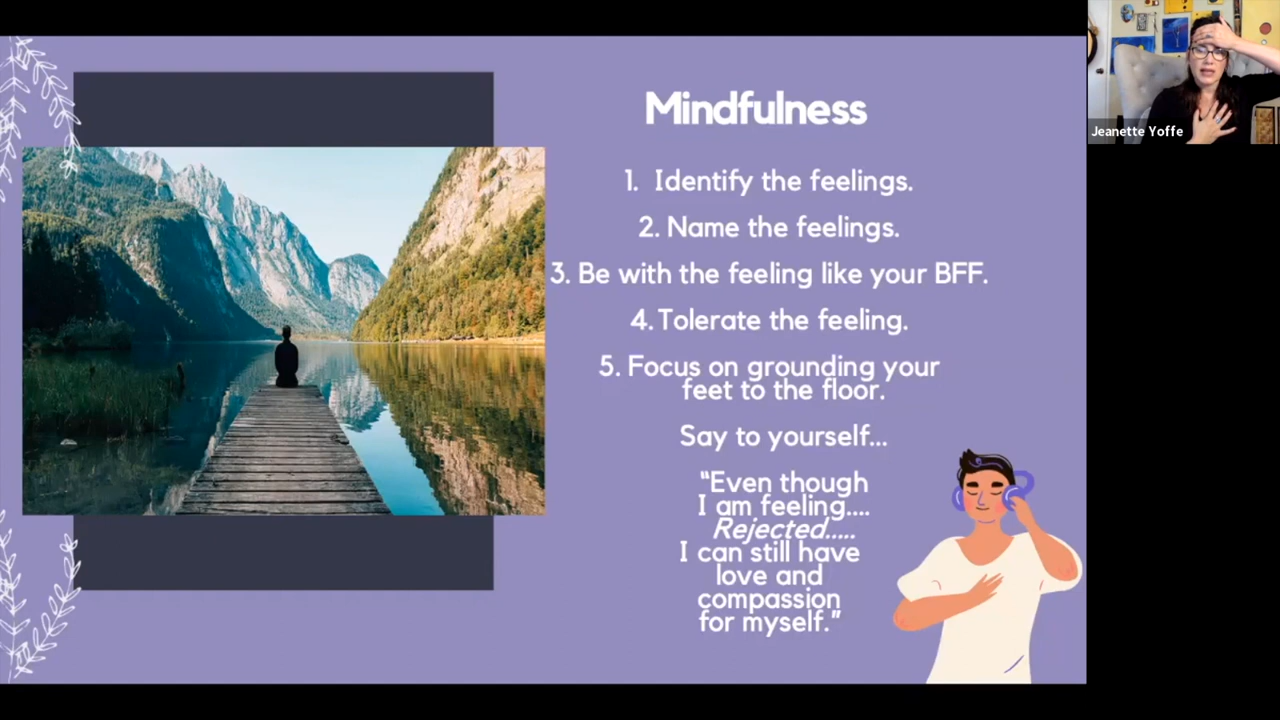 Mindfulness
1. Identify the feelings.
2. Name the feelings.
3. Be with the feeling like your BFF.
4. Tolerate the feeling.
5. Focus on grounding your
feet to the floor.
Say to yourself...
“Even though
I am feeling....
Rejected.....
I can still have
love and
compassion
for myself.”
Jeanette Yoffe